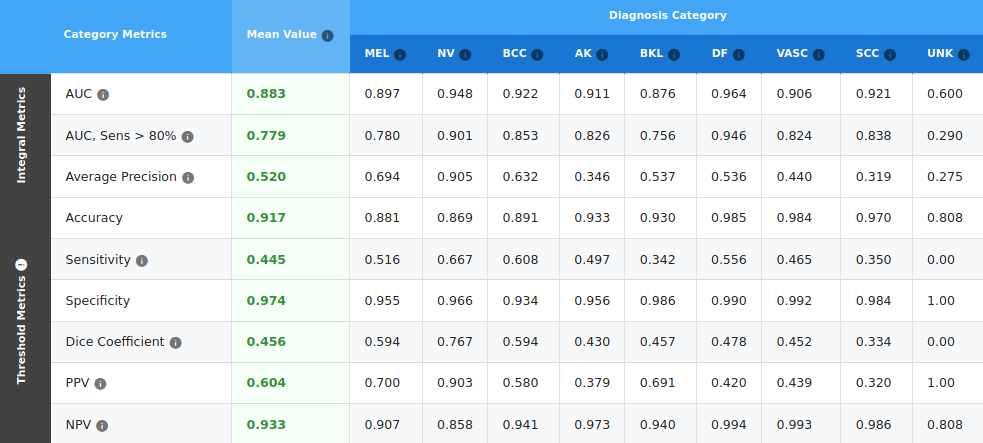 Category Metrics Mean Value Diagnosis Category
MEL NV BCC AK BKL DF VASC SCC UNK
Integral Metrics
AUC 0.883 0.897 0.948 0.922 0.911 0.876 0.964 0.906 0.921 0.600
AUC, Sens > 80% 0.779 0.780 0.901 0.853 0.826 0.756 0.946 0.824 0.838 0.290
Average Precision 0.520 0.694 0.905 0.632 0.346 0.537 0.536 0.440 0.319 0.275
Threshold Metrics
Accuracy 0.917 0.881 0.869 0.891 0.933 0.930 0.985 0.984 0.970 0.808
Sensitivity 0.445 0.516 0.667 0.608 0.497 0.342 0.556 0.465 0.350 0.00
Specificity 0.974 0.955 0.966 0.934 0.956 0.986 0.990 0.992 0.984 1.00
Dice Coefficient 0.456 0.594 0.767 0.594 0.430 0.457 0.478 0.452 0.334 0.00
PPV 0.604 0.700 0.903 0.580 0.379 0.691 0.420 0.439 0.320 1.00
NPV 0.933 0.907 0.858 0.941 0.973 0.940 0.994 0.993 0.986 0.808